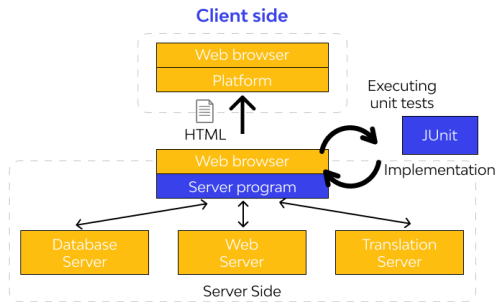 Client side
Web browser
Platform
HTML
Executing
unit tests
JUnit
Implementation
Web browser
Server program
Database
Server
Web
Server
Translation
Server
Server Side